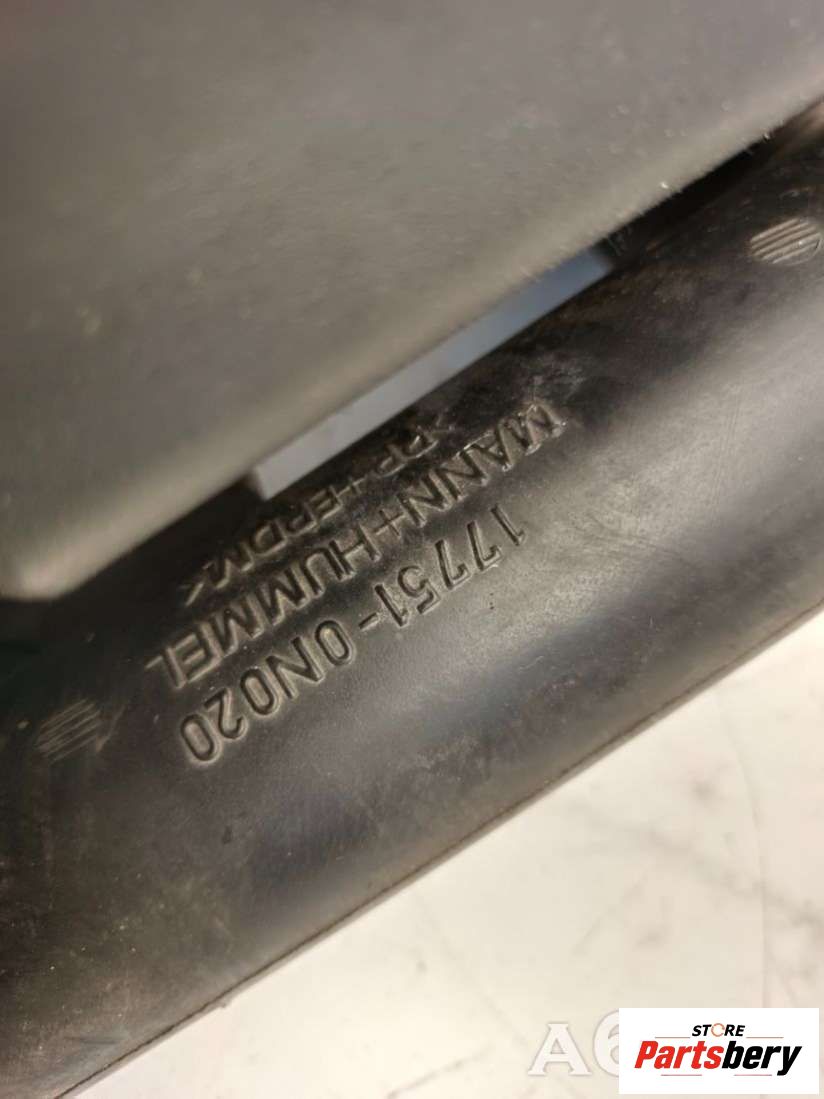 >PP+EPDM<
MANN+HUMMEL
17751-0N020
STORE
Partsbery